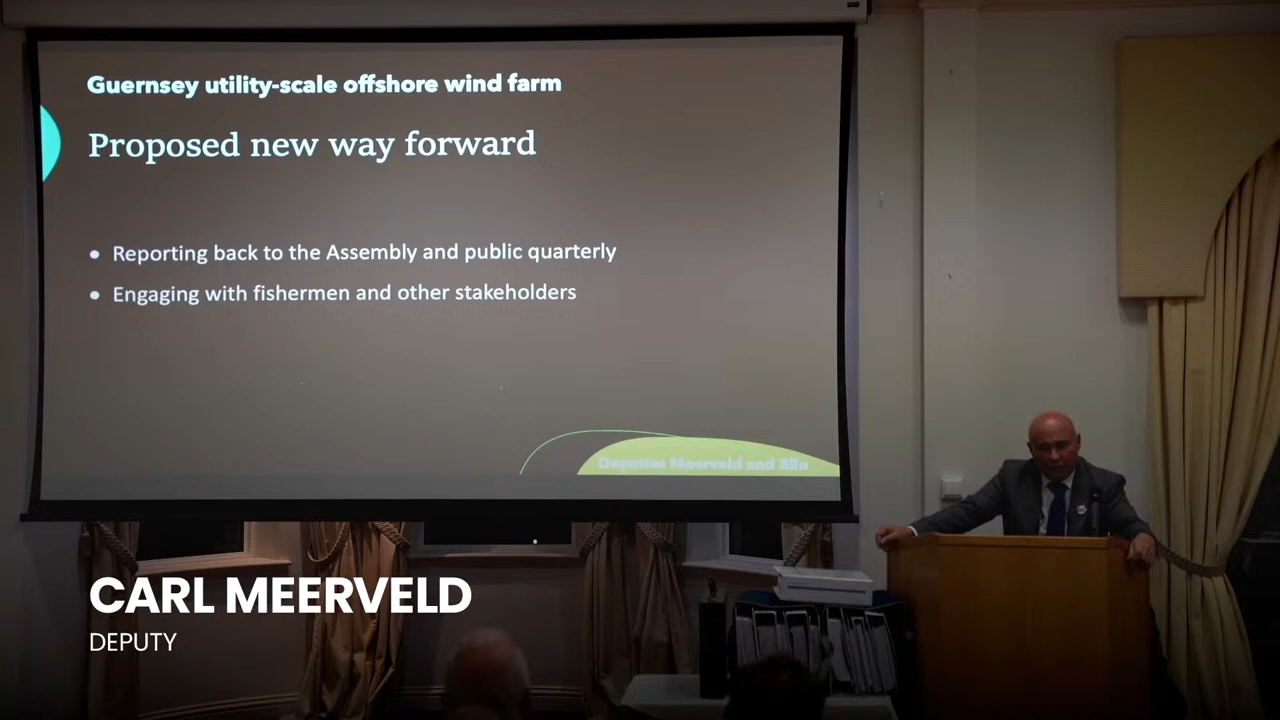 Guernsey utility-scale offshore wind farm
Proposed new way forward
• Reporting back to the Assembly and public quarterly
• Engaging with fishermen and other stakeholders
Deputies Meerveld and Blin
CARL MEERVELD
DEPUTY